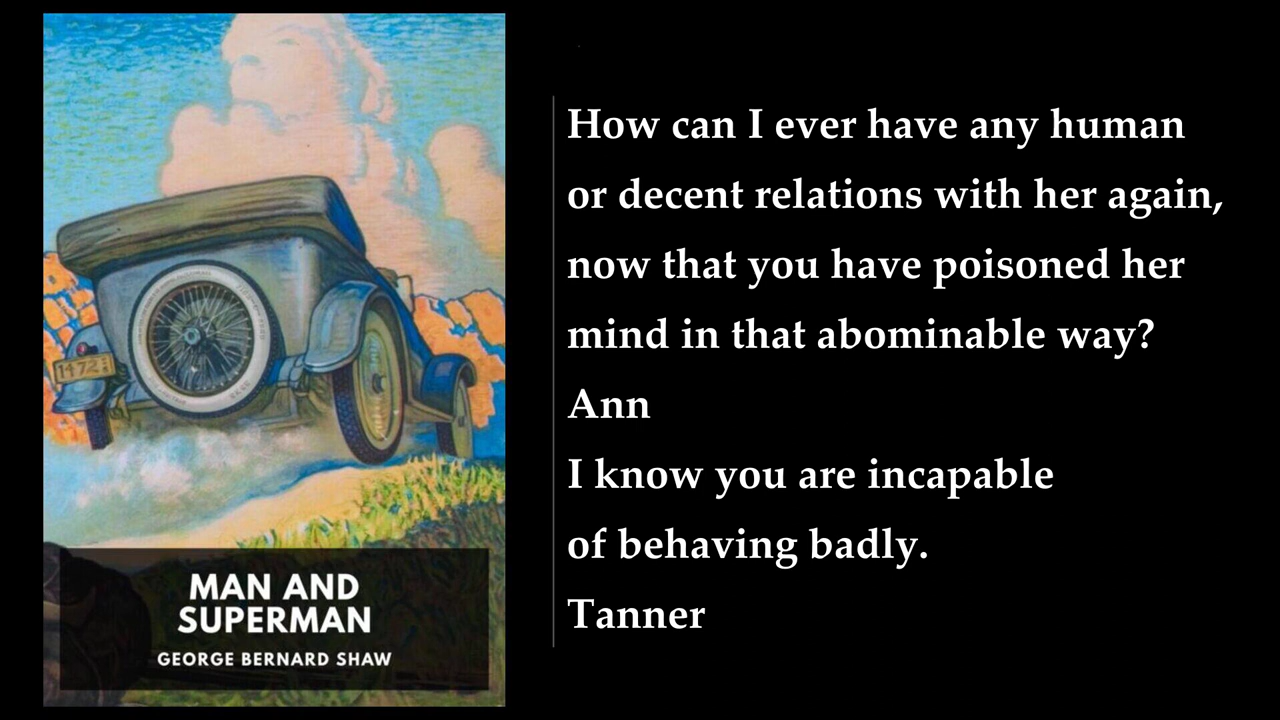 1472
MAN AND
SUPERMAN
GEORGE BERNARD SHAW
How can I ever have any human
or decent relations with her again,
now that you have poisoned her
mind in that abominable way?
Ann
I know you are incapable
of behaving badly.
Tanner